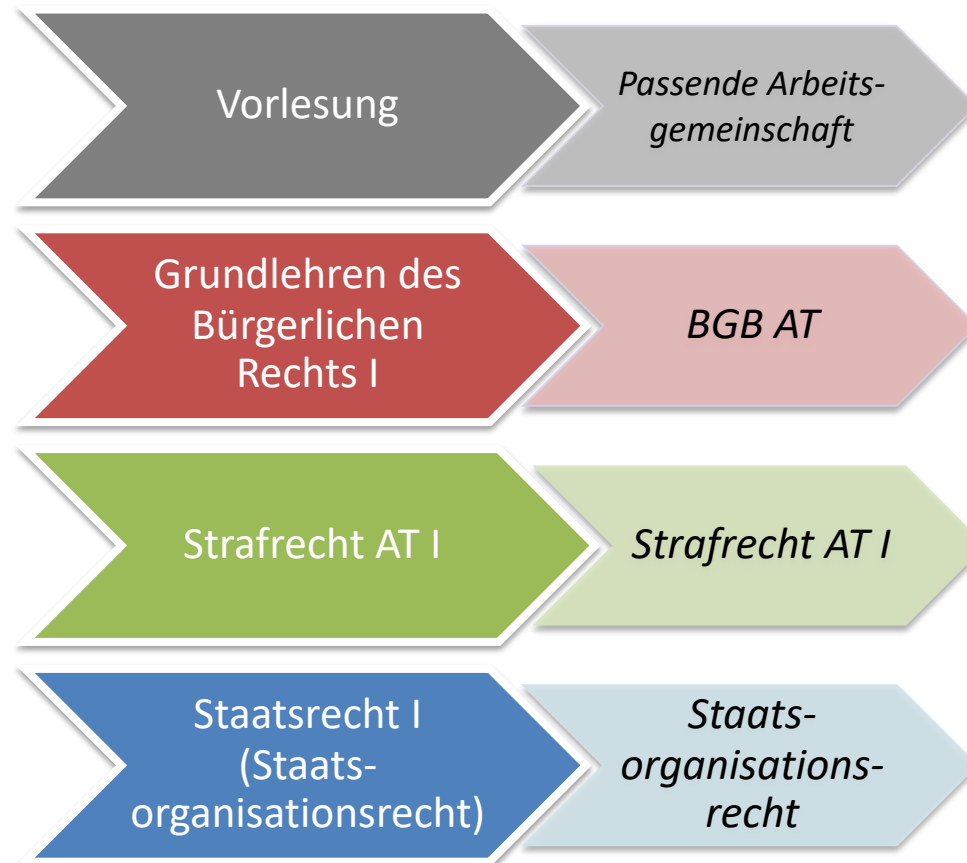 Vorlesung
Passende Arbeits-
gemeinschaft
Grundlehren des
Bürgerlichen
Rechts I
BGB AT
Strafrecht AT I
Strafrecht AT I
Staatsrecht I
(Staats-
organisationsrecht)
Staats-
organisations-
recht